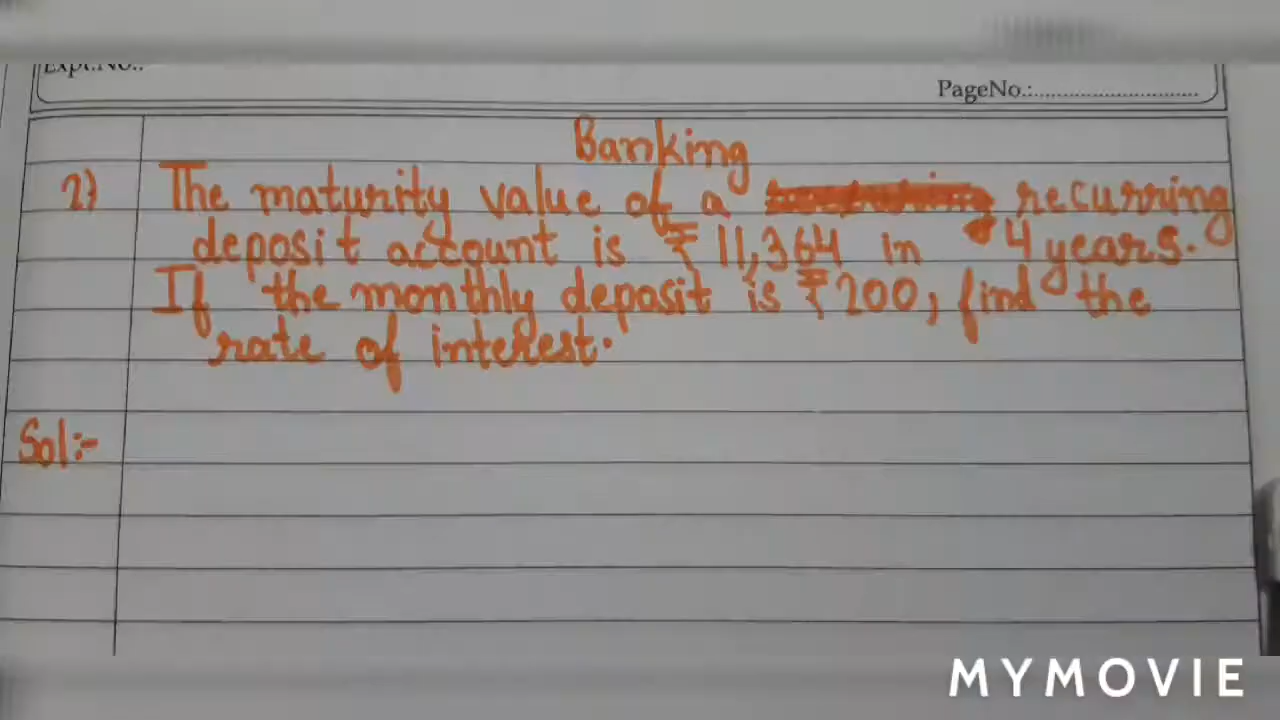 Expt.No.:
PageNo.:..............................
Banking
2) The maturity value of a recurring
deposit account is ₹ 11,364 in 4 years.
If the monthly deposit is ₹200, find the
rate of interest.
Sol:-
MYMOVIE